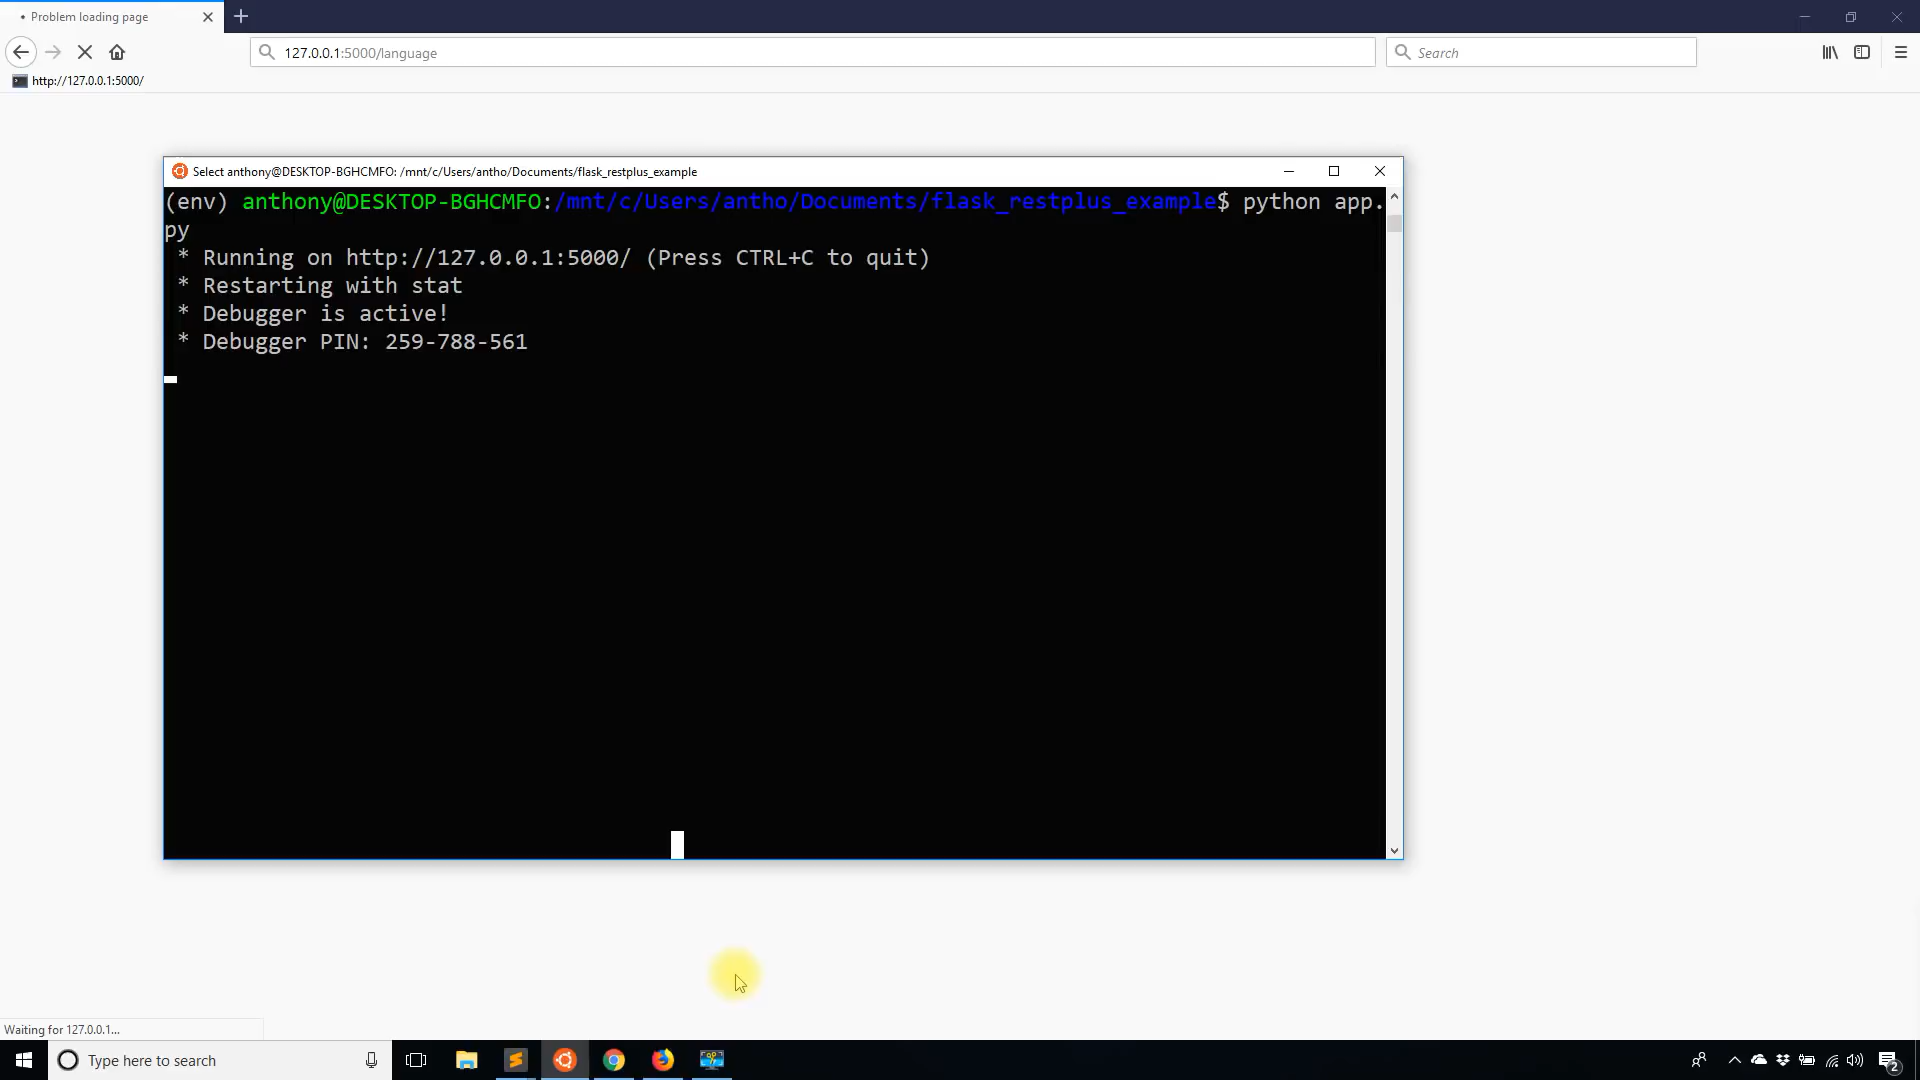 Problem loading page
127.0.0.1:5000/language
Search
http://127.0.0.1:5000/
Select anthony@DESKTOP-BGHCMFO: /mnt/c/Users/antho/Documents/flask_restplus_example
(env) anthony@DESKTOP-BGHCMFO:/mnt/c/Users/antho/Documents/flask_restplus_example$ python app.
py
* Running on http://127.0.0.1:5000/ (Press CTRL+C to quit)
* Restarting with stat
* Debugger is active!
* Debugger PIN: 259-788-561
Waiting for 127.0.0.1...
Type here to search
2